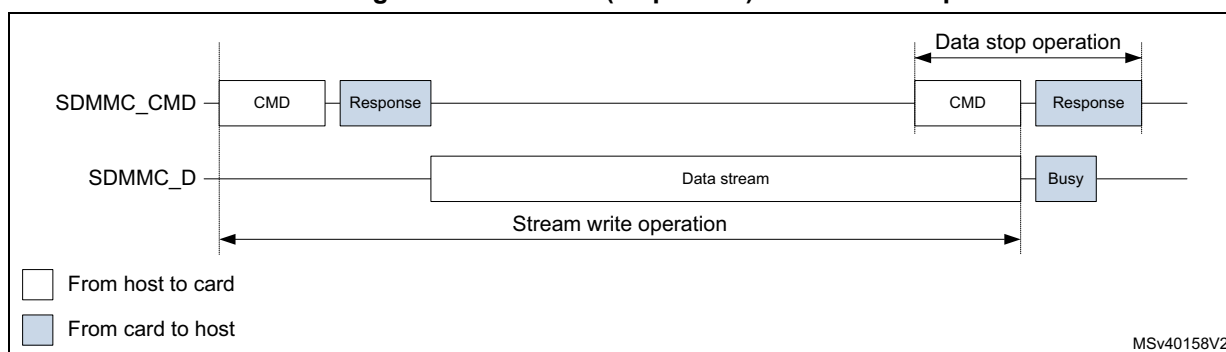 Data stop operation
SDMMC_CMD
CMD
Response
CMD
Response
SDMMC_D
Data stream
Busy
Stream write operation
From host to card
From card to host
MSv40158V2